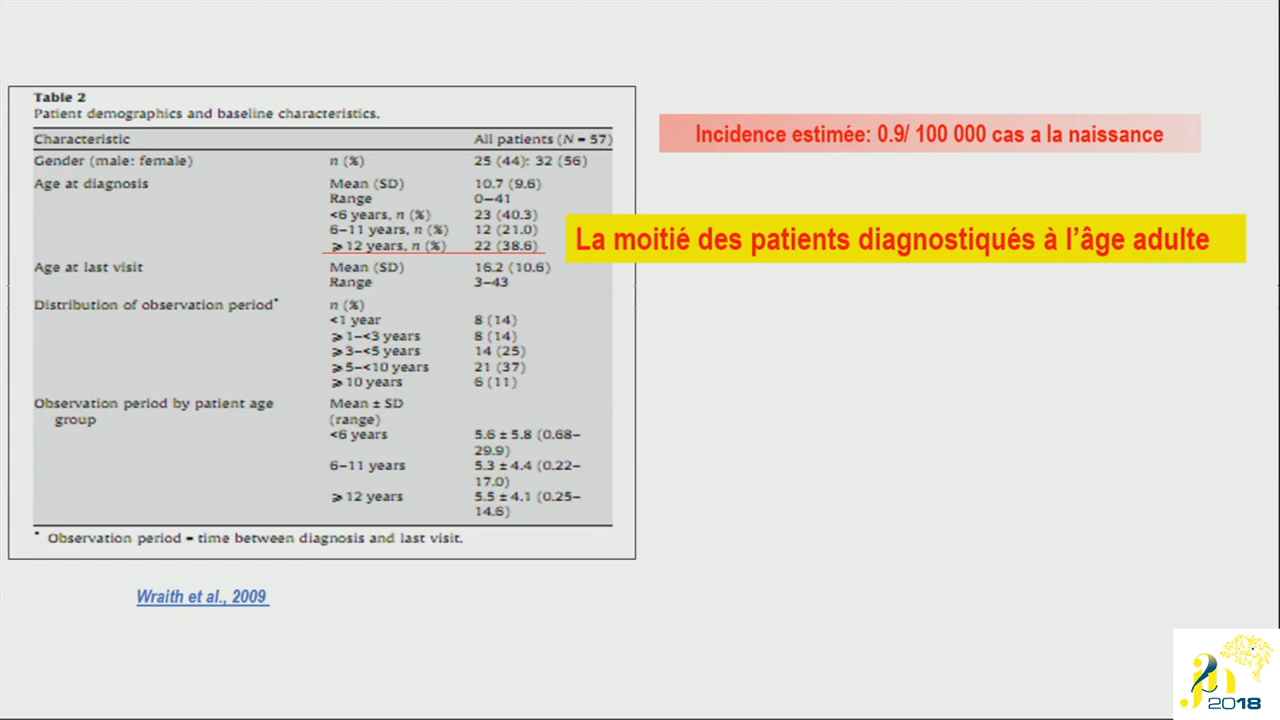 Table 2
Patient demographics and baseline characteristics.
Characteristic All patients (N = 57)
Gender (male: female) n (%) 25 (44): 32 (56)
Age at diagnosis Mean (SD) 10.7 (9.6)
Range 0–41
<6 years, n (%) 23 (40.3)
6–11 years, n (%) 12 (21.0)
⩾12 years, n (%) 22 (38.6)
Age at last visit Mean (SD) 16.2 (10.6)
Range 3–43
Distribution of observation period* n (%)
<1 year 8 (14)
⩾1–<3 years 8 (14)
⩾3–<5 years 14 (25)
⩾5–<10 years 21 (37)
⩾10 years 6 (11)
Observation period by patient age Mean ± SD
group (range)
<6 years 5.6 ± 5.8 (0.68–
29.9)
6–11 years 5.3 ± 4.4 (0.22–
17.0)
⩾12 years 5.5 ± 4.1 (0.25–
14.6)
* Observation period = time between diagnosis and last visit.
Wraith et al., 2009
Incidence estimée: 0.9/ 100 000 cas a la naissance
La moitié des patients diagnostiqués à l’âge adulte
2018